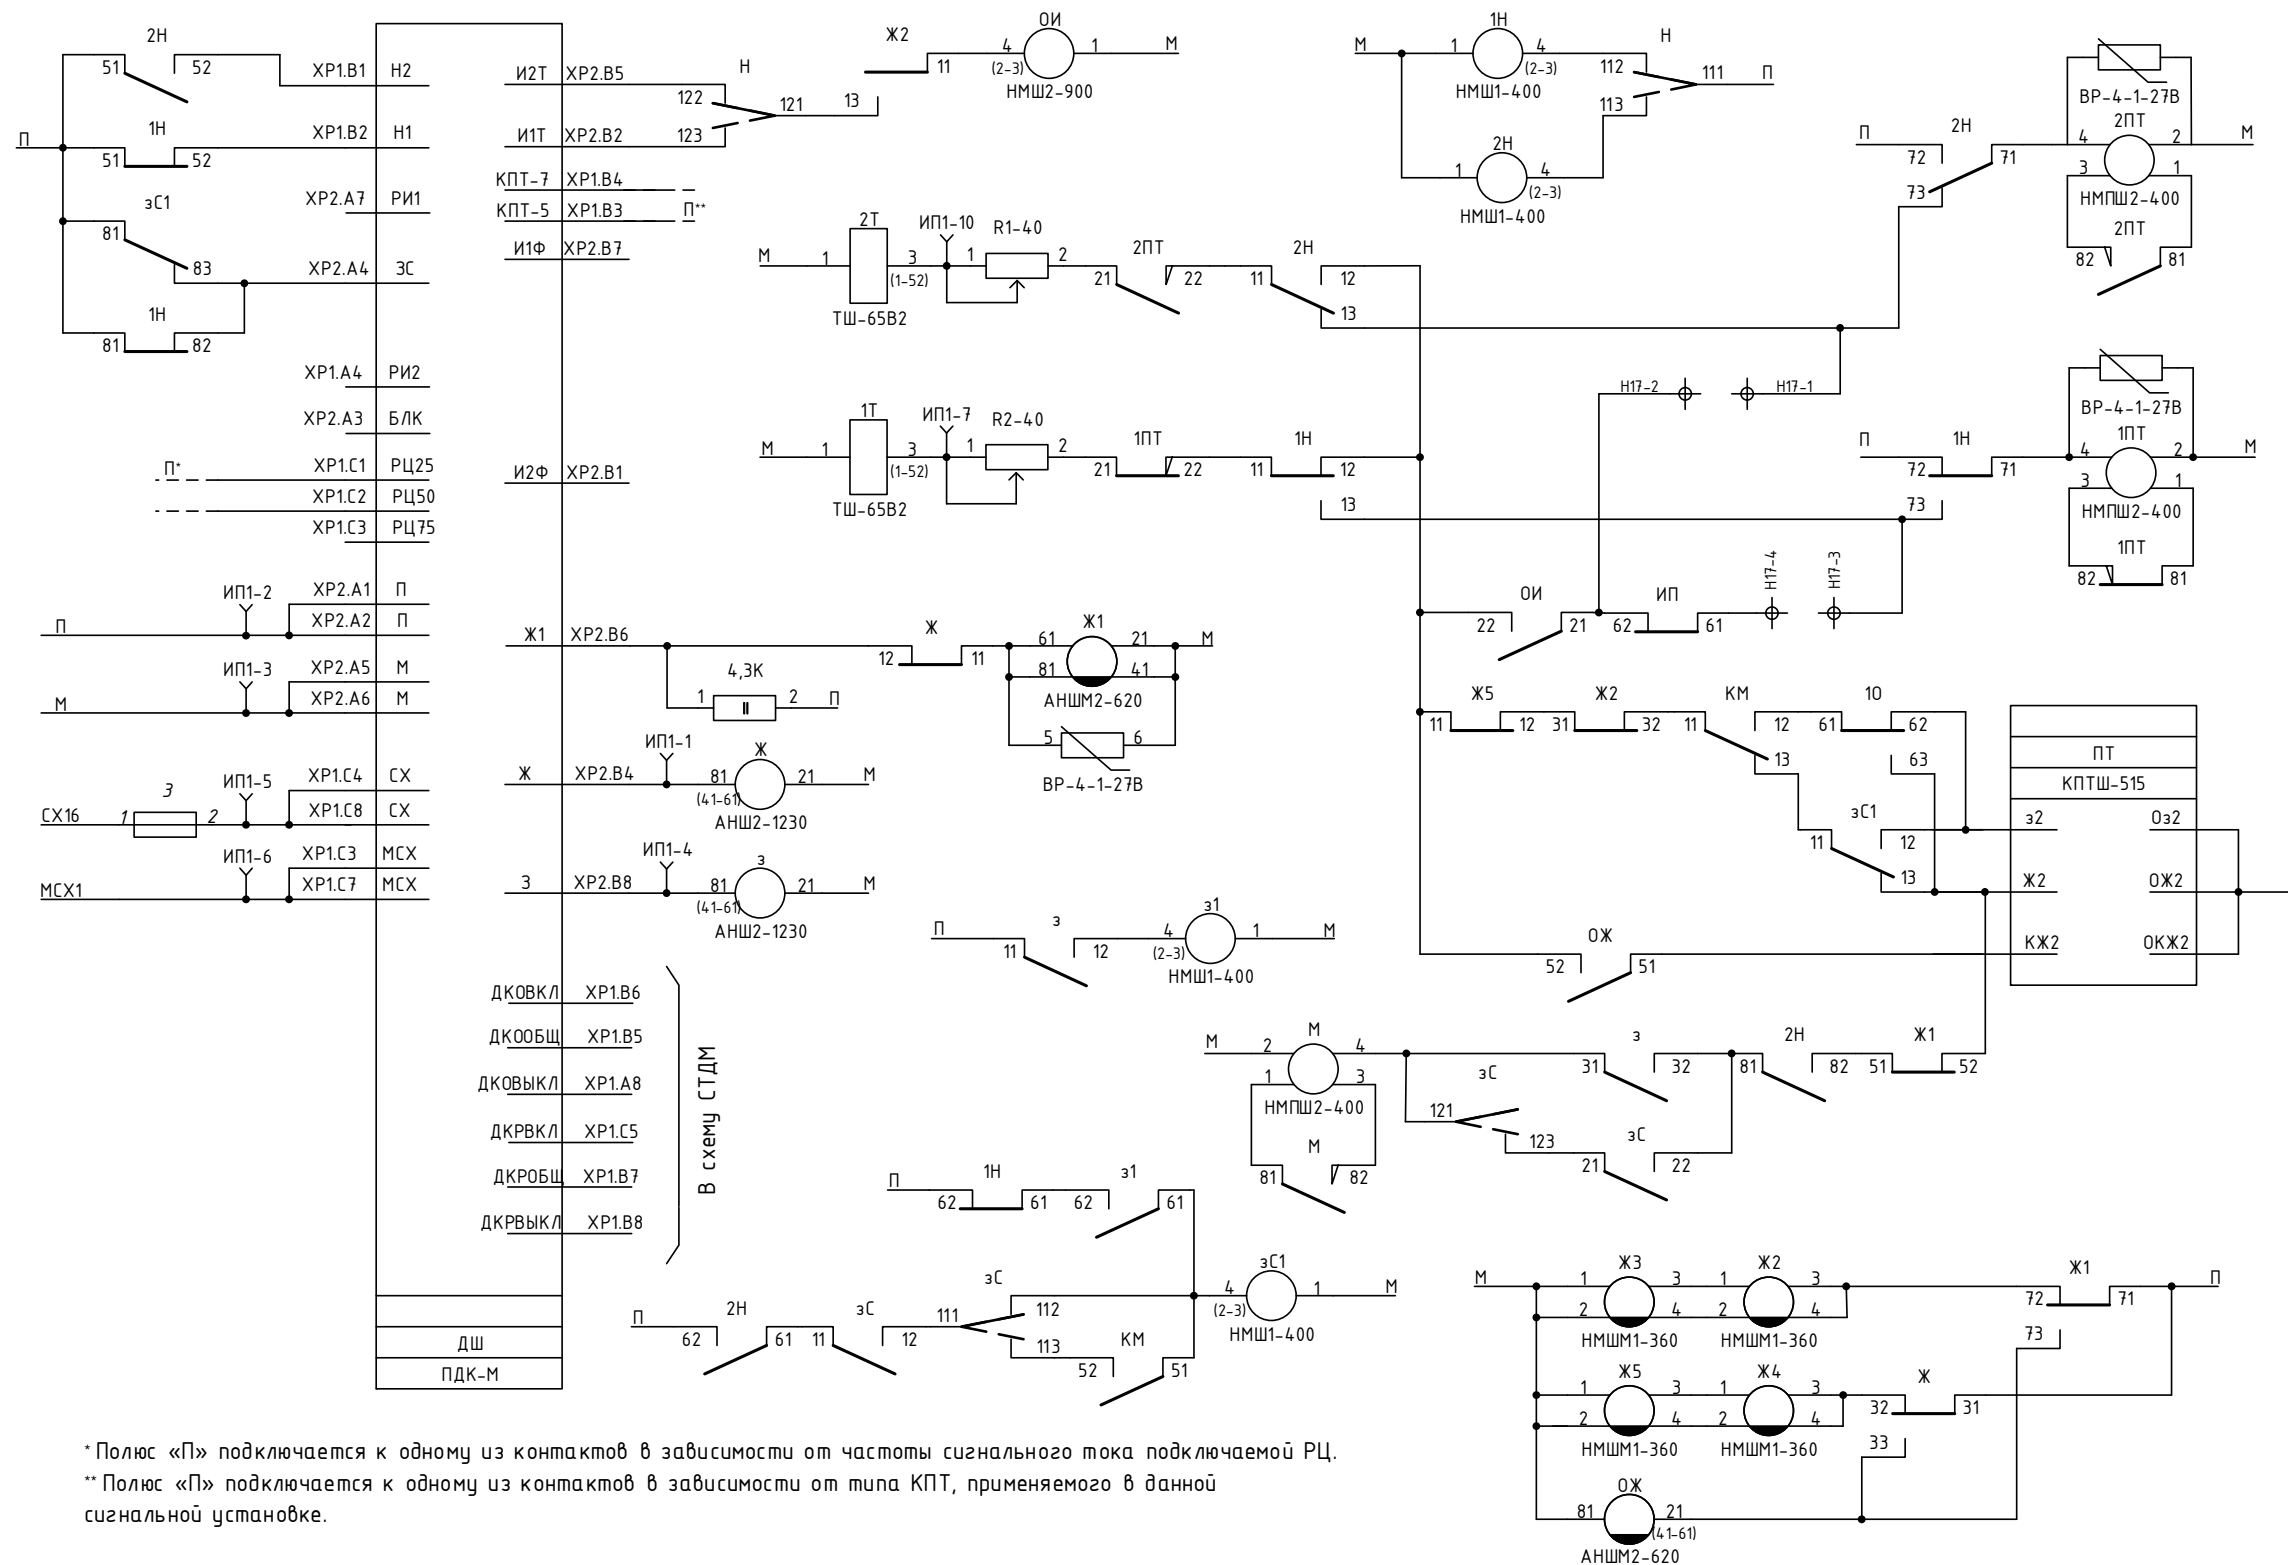 2Н
51
52
П
1Н
51
52
зС1
81
83
1Н
81
82
ХР1.В1
Н2
ХР1.В2
Н1
ХР2.А7
РИ1
ХР2.А4
ЗС
ХР1.А4
РИ2
ХР2.А3
БЛК
П*
ХР1.С1
РЦ25
ХР1.С2
РЦ50
ХР1.С3
РЦ75
П
ИП1-2
ХР2.А1
П
ХР2.А2
П
М
ИП1-3
ХР2.А5
М
ХР2.А6
М
СХ16
1
3
2
ИП1-5
ХР1.С4
СХ
ХР1.С8
СХ
МСХ1
ИП1-6
ХР1.С3
МСХ
ХР1.С7
МСХ
И2Т
ХР2.В5
И1Т
ХР2.В2
КПТ-7
ХР1.В4
КПТ-5
ХР1.В3
П**
И1Ф
ХР2.В7
И2Ф
ХР2.В1
Ж1
ХР2.В6
Ж
ХР2.В4
З
ХР2.В8
ДКОВКЛ
ХР1.В6
ДКООБЩ
ХР1.В5
ДКОВЫКЛ
ХР1.А8
ДКРВКЛ
ХР1.С5
ДКРОБЩ
ХР1.В7
ДКРВЫКЛ
ХР1.В8
В схему СТДМ
ДШ
ПДК-М
Н
122
123
121
13
Ж2
11
ОИ
4
(2-3)
1
М
НМШ2-900
М
1Н
1
4
(2-3)
НМШ1-400
2Н
1
4
(2-3)
НМШ1-400
Н
112
113
111
П
ВР-4-1-27В
2ПТ
П
2Н
72
71
73
4
2
М
3
1
НМПШ2-400
2ПТ
82
81
М
2Т
1
3
(1-52)
ТШ-65В2
ИП1-10
R1-40
1
2
2ПТ
21
22
2Н
11
12
13
Н17-2
Н17-1
М
1Т
1
3
(1-52)
ТШ-65В2
ИП1-7
R2-40
1
2
1ПТ
21
22
1Н
11
12
13
ВР-4-1-27В
1ПТ
П
1Н
72
71
73
4
2
М
3
1
НМПШ2-400
1ПТ
82
81
ОИ
22
21
ИП
62
61
Н17-4
Н17-3
4,3К
1
2
П
Ж
12
11
Ж1
61
21
М
81
41
АНШМ2-620
5
6
ВР-4-1-27В
ИП1-1
Ж
81
(41-61)
21
М
АНШ2-1230
ИП1-4
з
81
(41-61)
21
М
АНШ2-1230
Ж5
11
12
Ж2
31
32
КМ
11
12
13
1О
61
62
63
зС1
11
12
13
ПТ
КПТШ-515
з2
Оз2
Ж2
ОЖ2
КЖ2
ОКЖ2
П
з
11
12
з1
4
(2-3)
1
М
НМШ1-400
ОЖ
52
51
М
М
2
4
1
3
НМПШ2-400
М
81
82
з
31
32
зС
121
123
зС
21
22
2Н
81
82
Ж1
51
52
П
1Н
62
61
з1
62
61
П
2Н
62
61
зС
11
12
зС
111
112
113
КМ
52
51
зС1
4
(2-3)
1
М
НМШ1-400
М
Ж3
1
3
2
4
НМШМ1-360
Ж2
1
3
2
4
НМШМ1-360
Ж1
72
71
73
П
Ж5
1
3
2
4
НМШМ1-360
Ж4
1
3
2
4
НМШМ1-360
Ж
32
31
33
ОЖ
81
21
(41-61)
АНШМ2-620
* Полюс «П» подключается к одному из контактов в зависимости от частоты сигнального тока подключаемой РЦ.
** Полюс «П» подключается к одному из контактов в зависимости от типа КПТ, применяемого в данной
сигнальной установке.